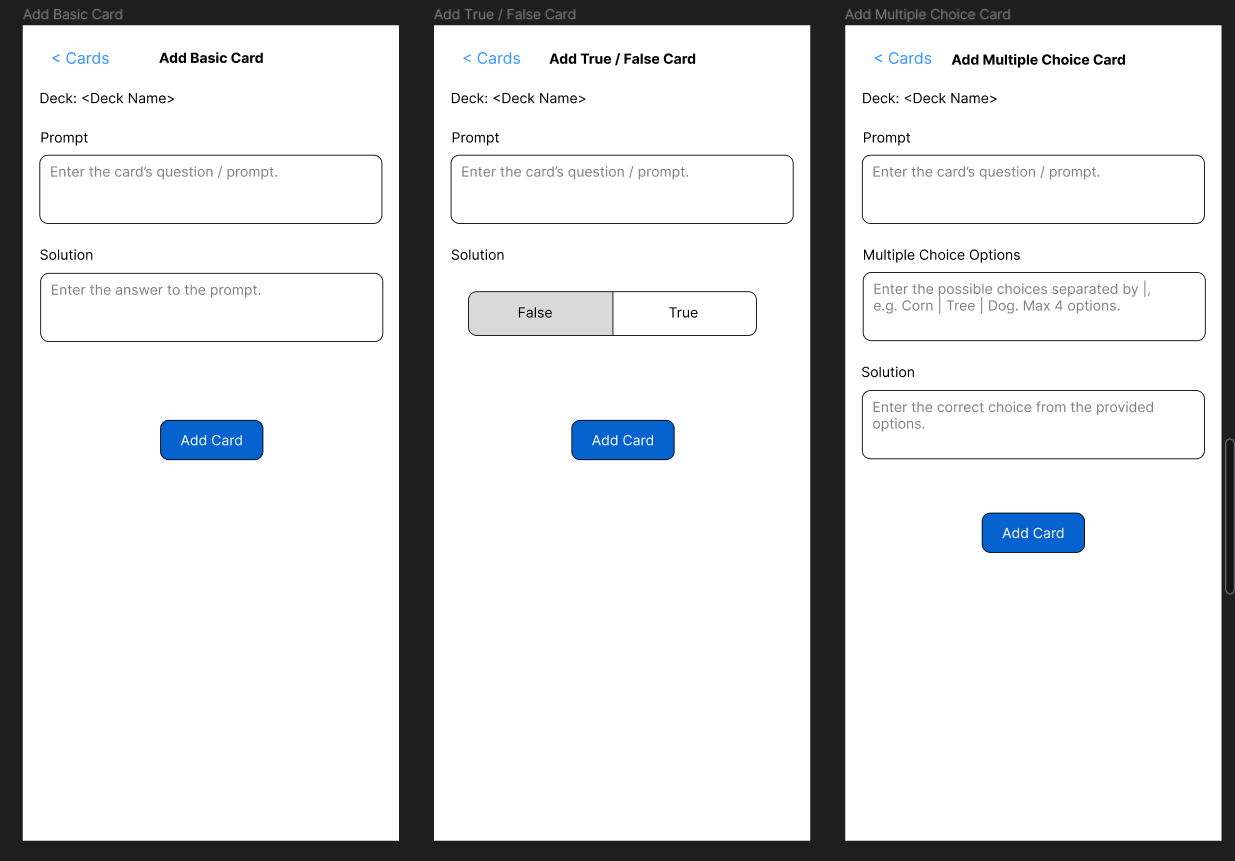 Add Basic Card
< Cards
Add Basic Card
Deck: <Deck Name>
Prompt
Enter the card’s question / prompt.
Solution
Enter the answer to the prompt.
Add Card
Add True / False Card
< Cards
Add True / False Card
Deck: <Deck Name>
Prompt
Enter the card’s question / prompt.
Solution
False
True
Add Card
Add Multiple Choice Card
< Cards
Add Multiple Choice Card
Deck: <Deck Name>
Prompt
Enter the card’s question / prompt.
Multiple Choice Options
Enter the possible choices separated by |,
e.g. Corn | Tree | Dog. Max 4 options.
Solution
Enter the correct choice from the provided
options.
Add Card